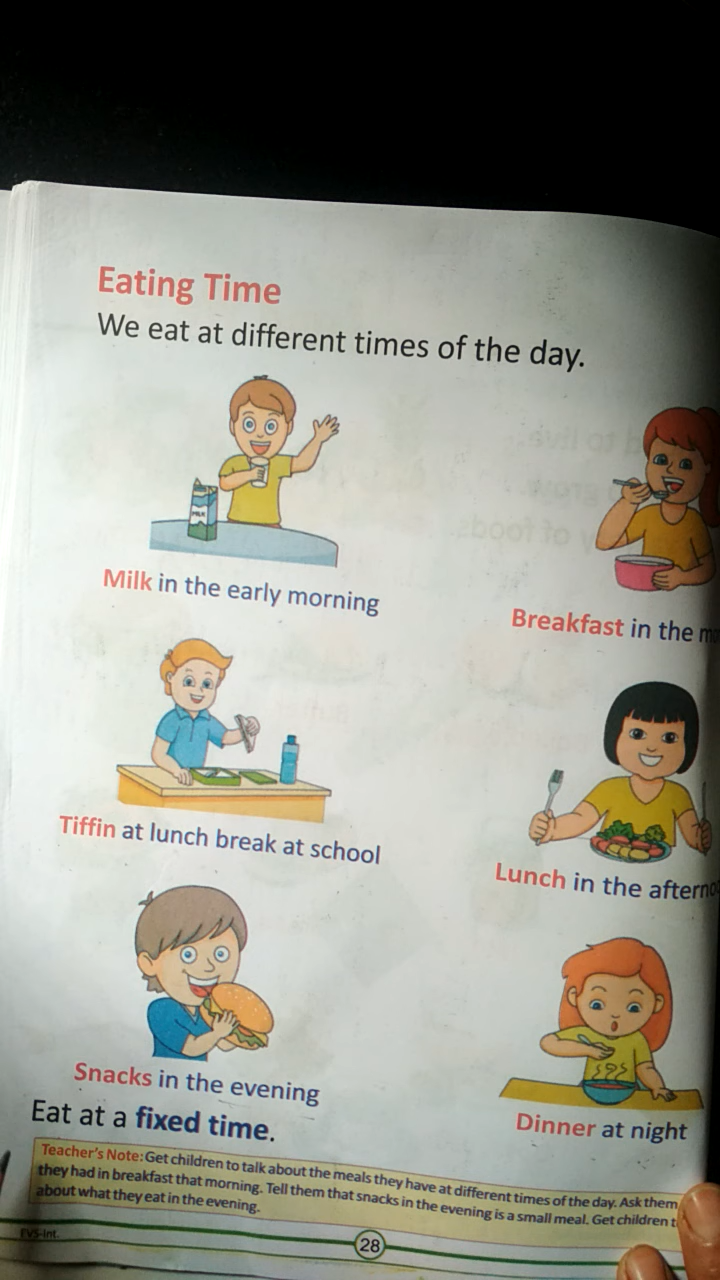 Eating Time
We eat at different times of the day.
MILK
Milk in the early morning
Breakfast in the
Tiffin at lunch break at school
Lunch in the
Snacks in the evening
Dinner at night
Eat at a fixed time.
Teacher's Note: Get children to talk about the meals they have at different times of the day. Ask them
they had in breakfast that morning. Tell them that snacks in the evening is a small meal. Get children
about what they eat in the evening.
EVS-Int.
28